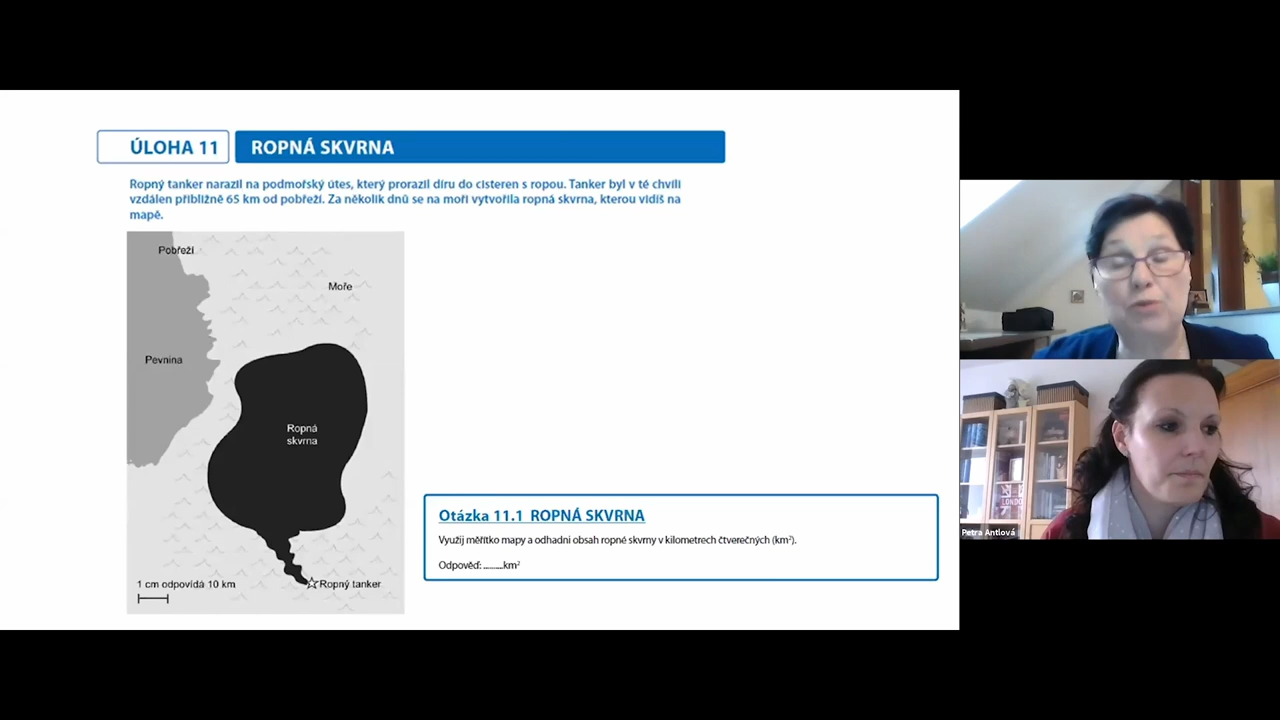 ÚLOHA 11
ROPNÁ SKVRNA
Ropný tanker narazil na podmořský útes, který prorazil díru do cisteren s ropou. Tanker byl v té chvíli
vzdálen přibližně 65 km od pobřeží. Za několik dnů se na moři vytvořila ropná skvrna, kterou vidíš na
mapě.
Pobřeží
Moře
Pevnina
Ropná
skvrna
1 cm odpovídá 10 km
Ropný tanker
Otázka 11.1 ROPNÁ SKVRNA
Využij měřítko mapy a odhadni obsah ropné skvrny v kilometrech čtverečných (km²).
Odpověď: ..........km²
LONDON
Petra Antlová